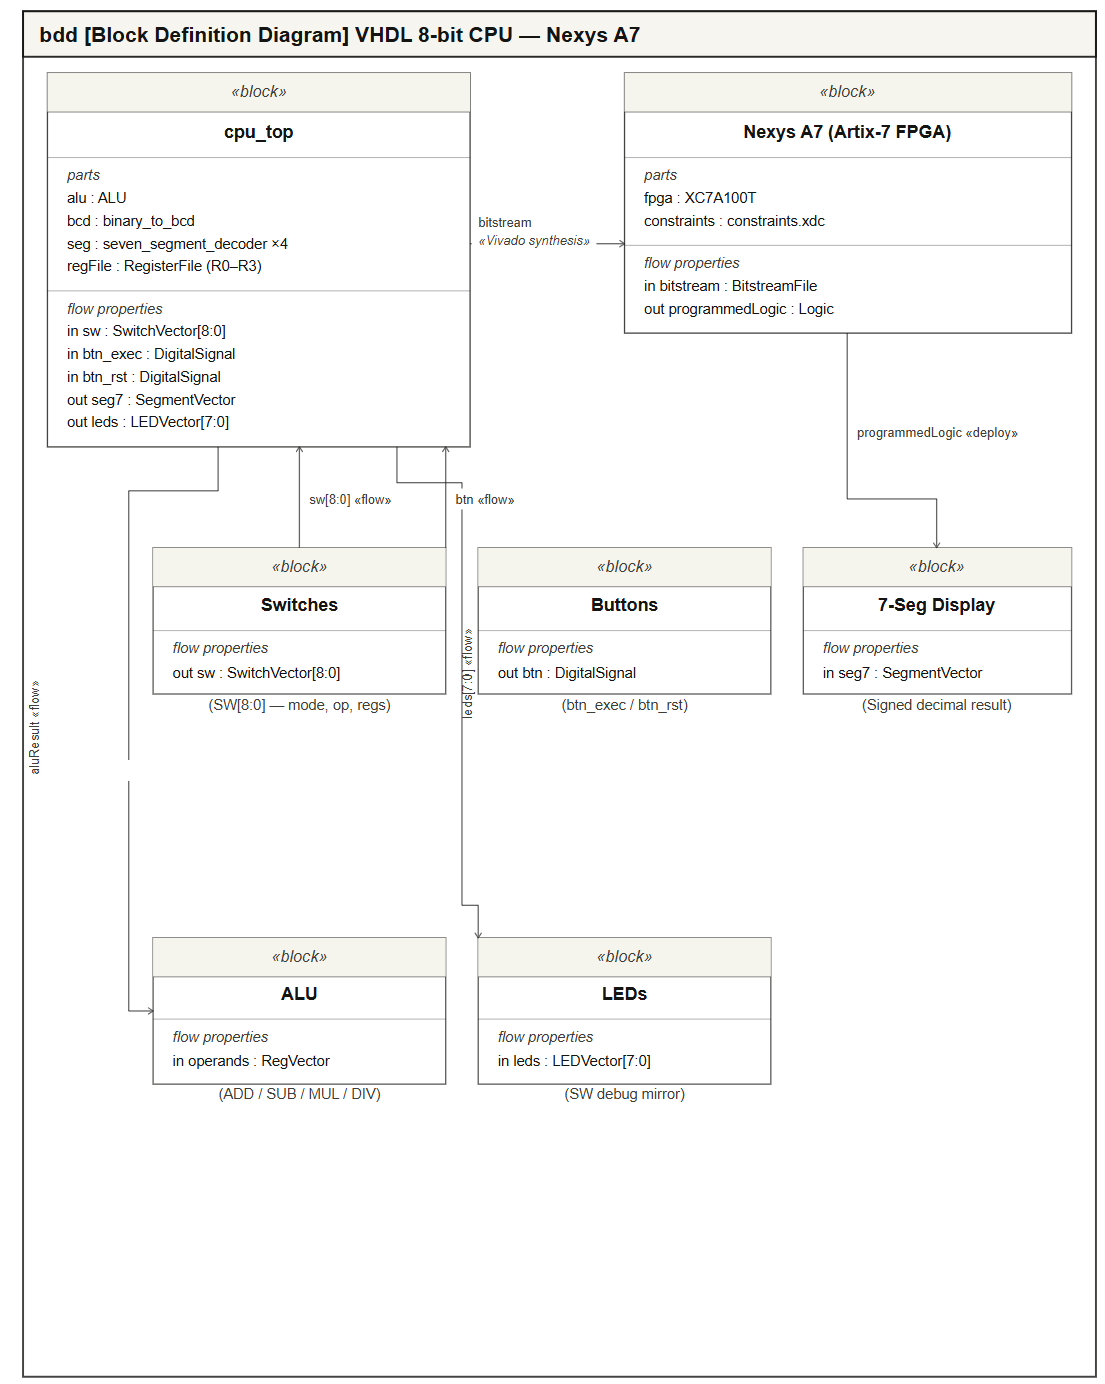 bdd [Block Definition Diagram] VHDL 8-bit CPU — Nexys A7
«block»
cpu_top
parts
alu : ALU
bcd : binary_to_bcd
seg : seven_segment_decoder ×4
regFile : RegisterFile (R0–R3)
flow properties
in sw : SwitchVector[8:0]
in btn_exec : DigitalSignal
in btn_rst : DigitalSignal
out seg7 : SegmentVector
out leds : LEDVector[7:0]
bitstream
«Vivado synthesis»
«block»
Nexys A7 (Artix-7 FPGA)
parts
fpga : XC7A100T
constraints : constraints.xdc
flow properties
in bitstream : BitstreamFile
out programmedLogic : Logic
programmedLogic «deploy»
sw[8:0] «flow»
btn «flow»
«block»
Switches
flow properties
out sw : SwitchVector[8:0]
(SW[8:0] — mode, op, regs)
leds[7:0] «flow»
«block»
Buttons
flow properties
out btn : DigitalSignal
(btn_exec / btn_rst)
«block»
7-Seg Display
flow properties
in seg7 : SegmentVector
(Signed decimal result)
aluResult «flow»
«block»
ALU
flow properties
in operands : RegVector
(ADD / SUB / MUL / DIV)
«block»
LEDs
flow properties
in leds : LEDVector[7:0]
(SW debug mirror)